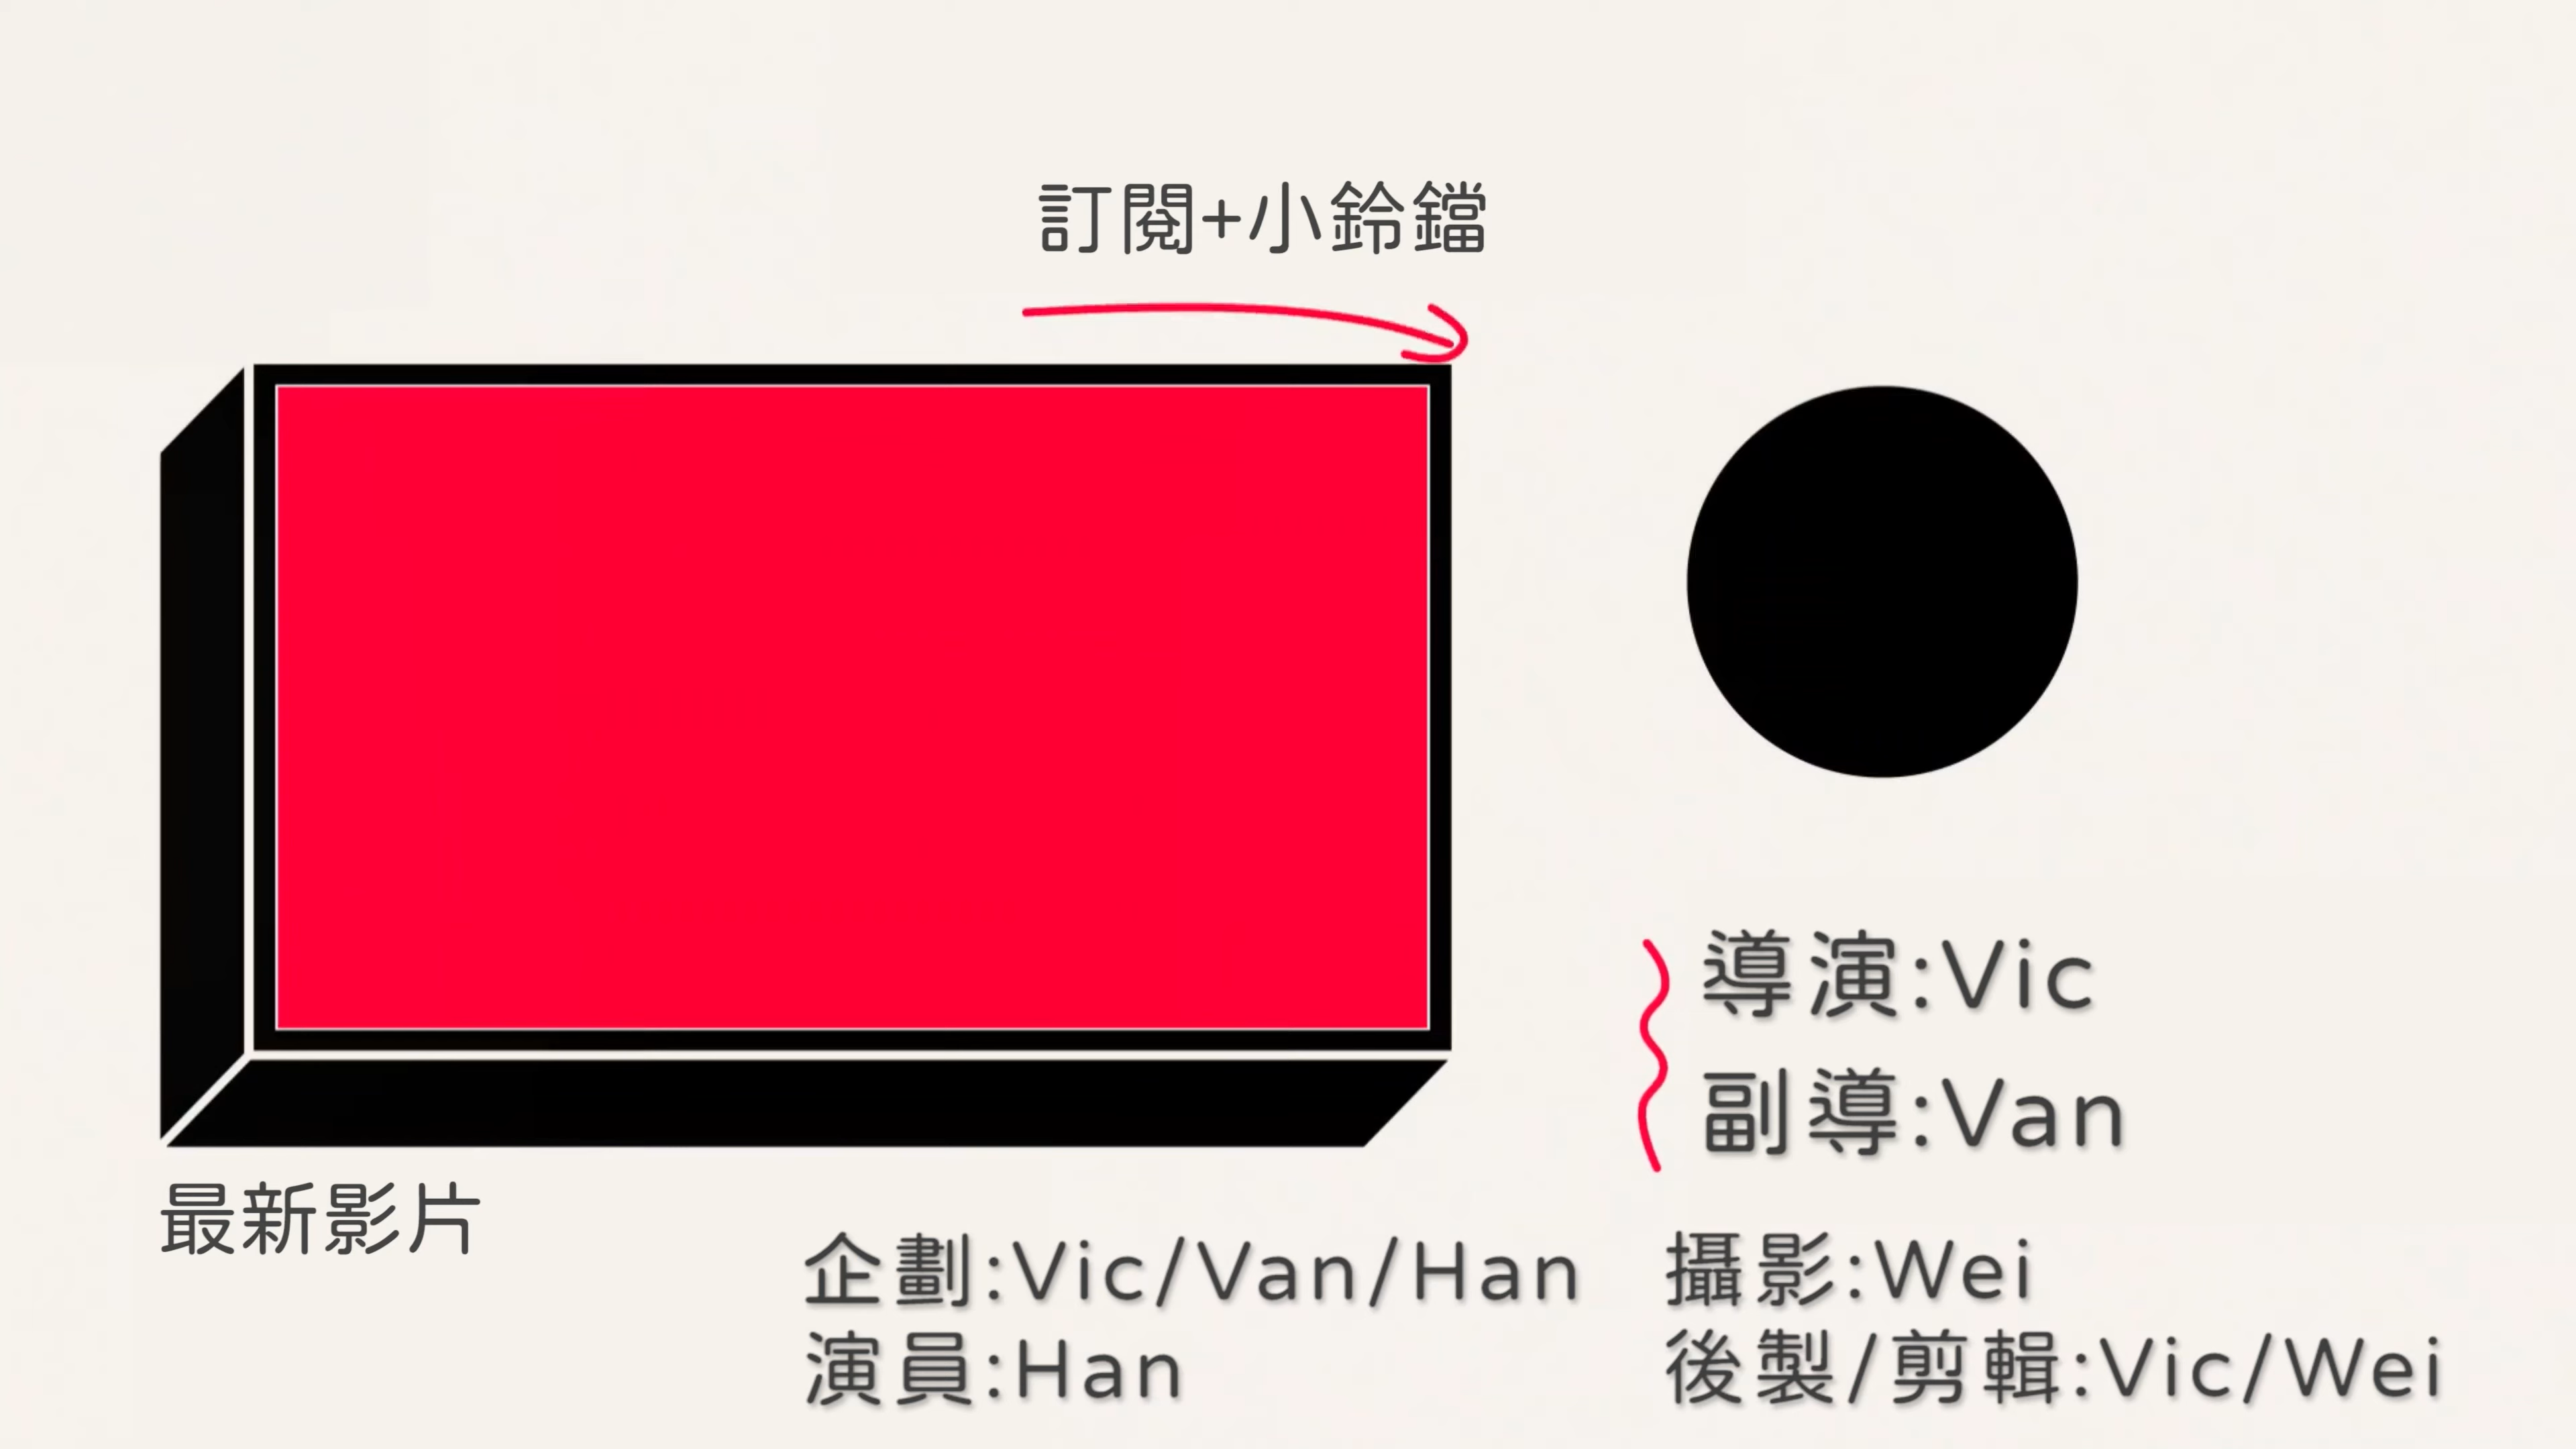 訂閱+小鈴鐺
導演:Vic
副導:Van
最新影片
企劃:Vic/Van/Han
演員:Han
攝影:Wei
後製/剪輯:Vic/Wei